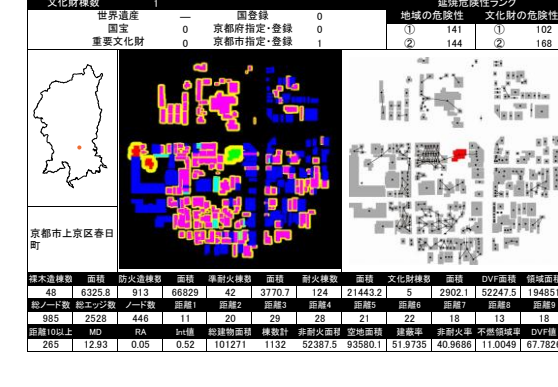 文化財棟数 1 延焼危険性ランク
世界遺産 — 国登録 0 地域の危険性 文化財の危険性
国宝 0 京都府指定・登録 0 ① 141 ① 102
重要文化財 0 京都市指定・登録 1 ② 144 ② 168
京都市上京区春日
町
裸木造棟数 面積 防火造棟数 面積 準耐火棟数 面積 耐火棟数 面積 文化財棟数 面積 DVF面積 領域面積
48 6325.8 913 66829 42 3770.7 124 21443.2 5 2902.1 52247.5 194851
総ノード数 総エッジ数 ノード数 距離1 距離2 距離3 距離4 距離5 距離6 距離7 距離8 距離9
985 2528 446 11 20 29 28 21 22 18 13 18
距離10以上 MD RA Int値 総建物面積 棟数計 非耐火面積 空地面積 建蔽率 非耐火率 不燃領域率 DVF値
265 12.93 0.05 0.52 101271 1132 52387.5 93580.1 51.9735 40.9686 11.0049 67.782